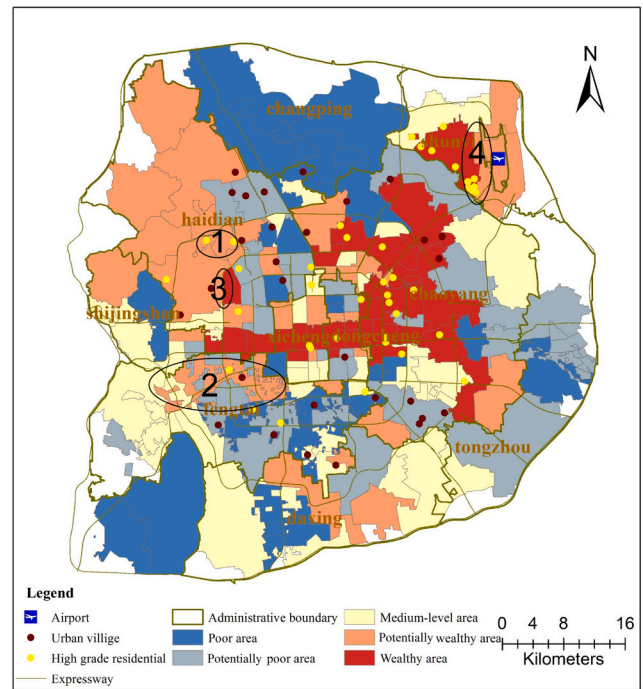 N
changping
shunyi
4
haidian
1
3
chaoyang
shijingshan
xichengdongcheng
2
fengtai
tongzhou
daxing
Legend
Airport
Administrative boundary
Medium-level area
Urban villige
Poor area
Potentially wealthy area
High grade residential
Potentially poor area
Wealthy area
Expressway
0 4 8 16
Kilometers